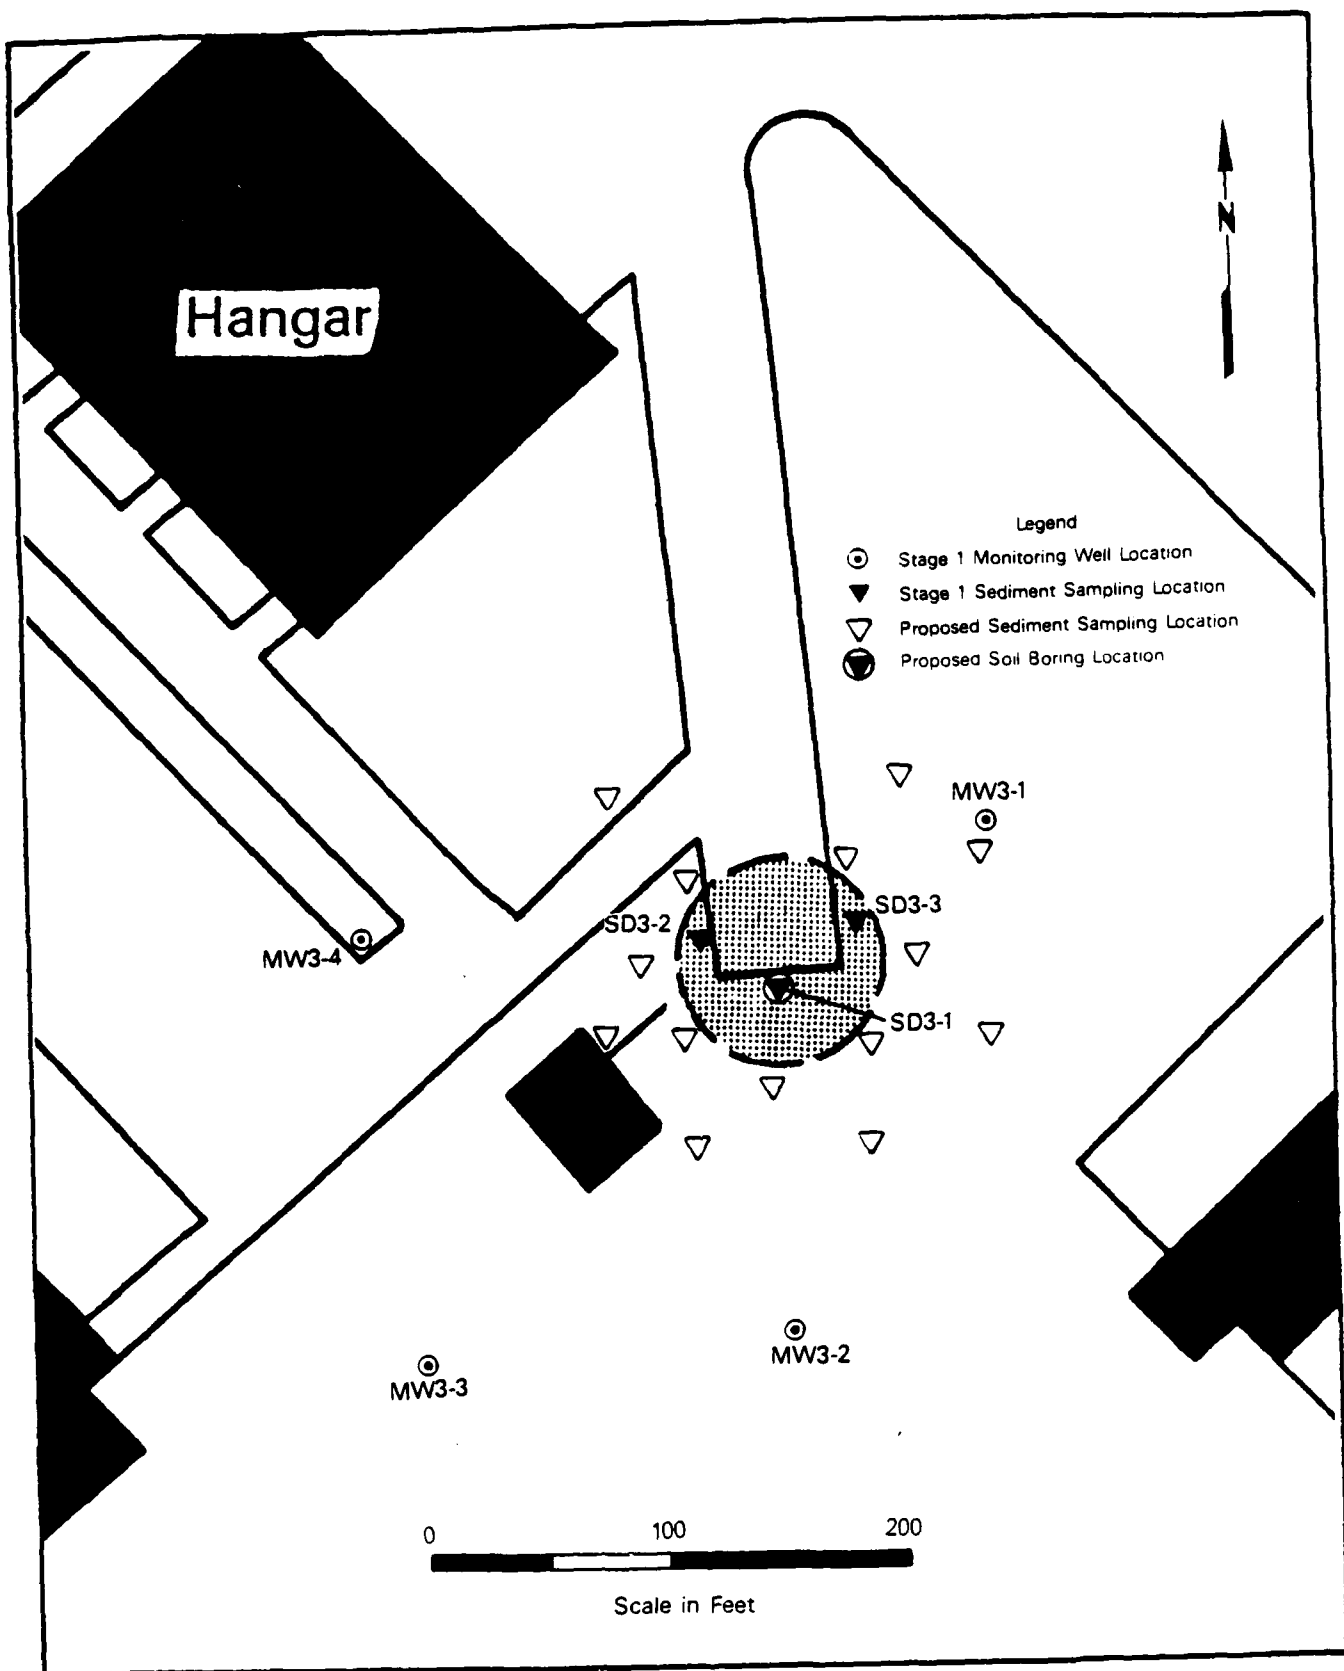 N
Hangar
Legend
Stage 1 Monitoring Well Location
Stage 1 Sediment Sampling Location
Proposed Sediment Sampling Location
Proposed Soil Boring Location
MW3-1
SD3-3
SD3-2
MW3-4
SD3-1
MW3-2
MW3-3
0 100 200
Scale in Feet